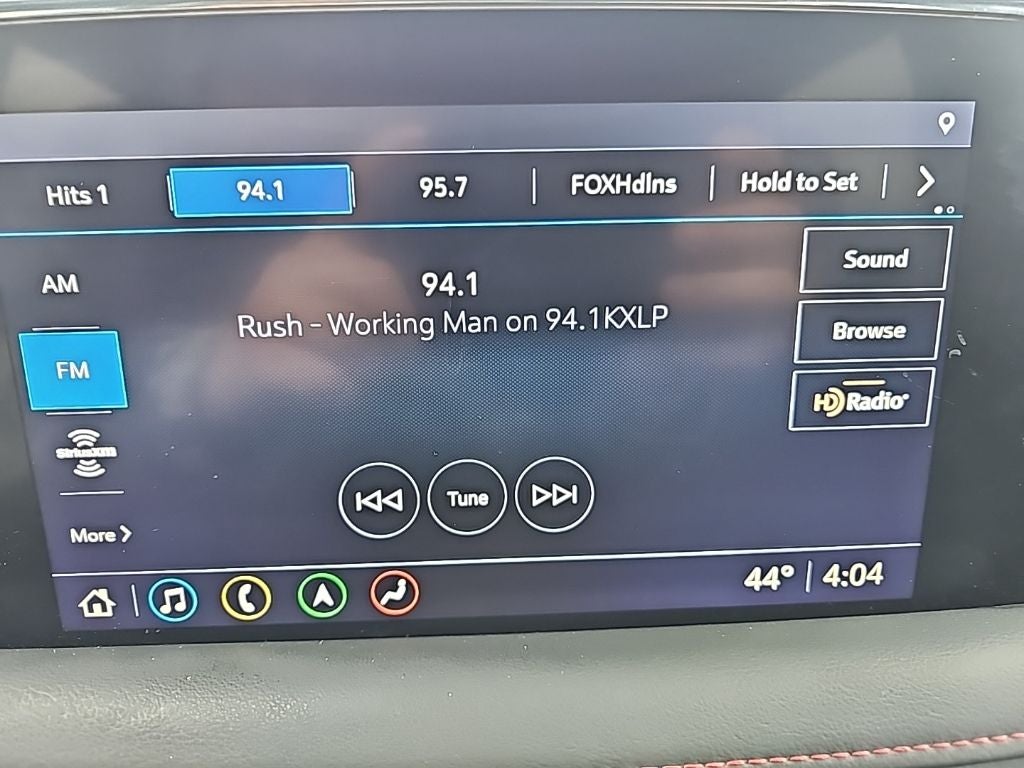 Hits 1 94.1 95.7 FOXHdlns Hold to Set
AM
94.1
Sound
Rush - Working Man on 94.1KXLP
Browse
FM
HD Radio
SiriusXM
Tune
More
44° 4:04